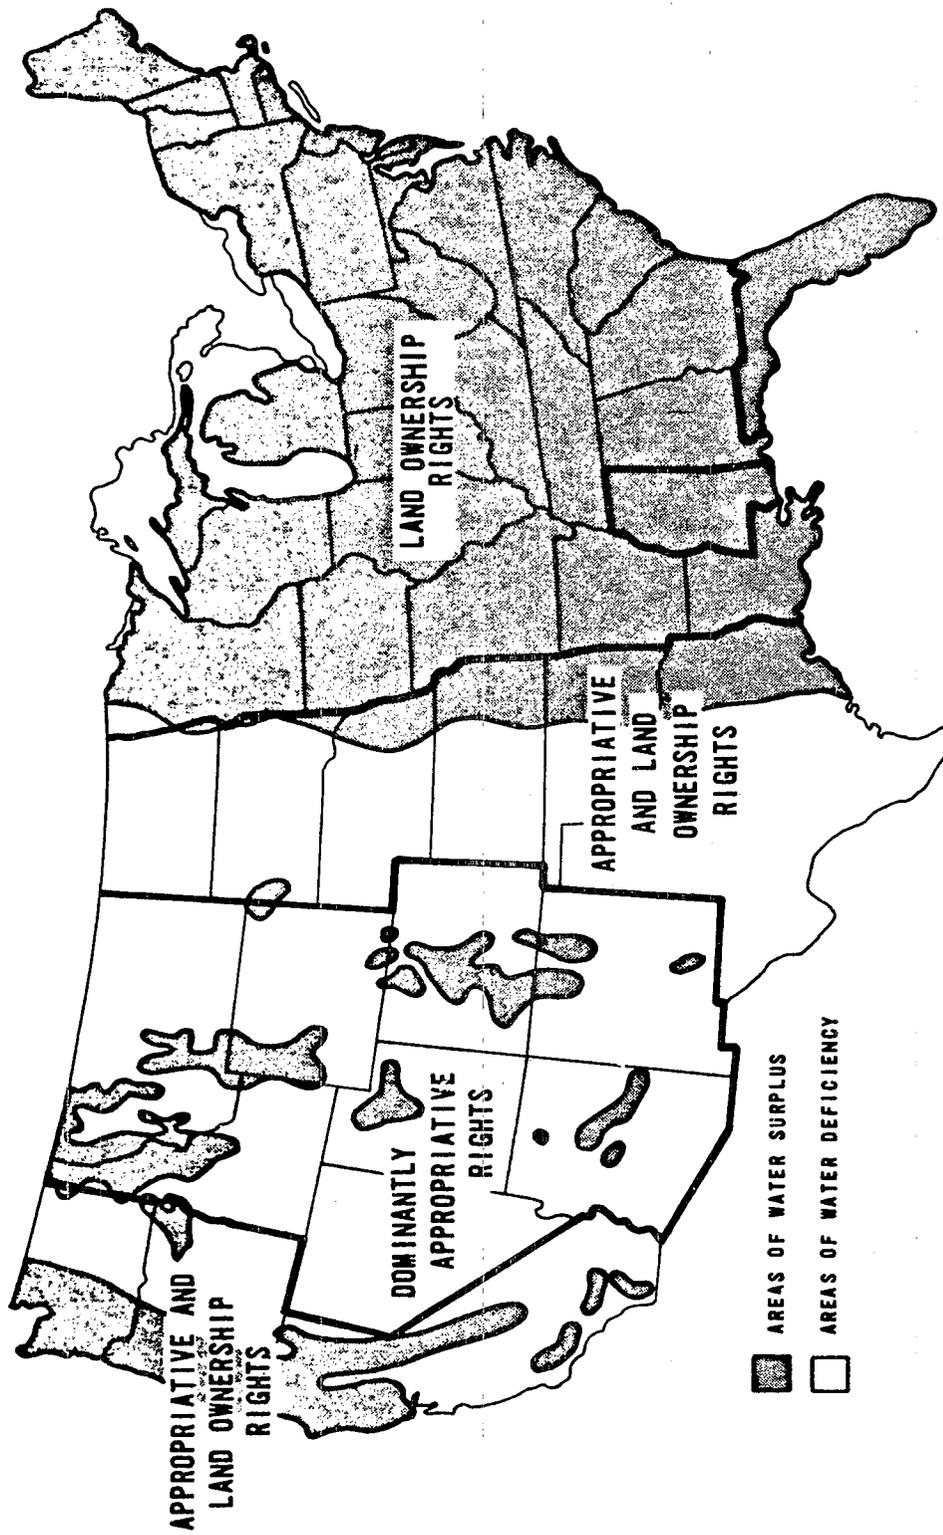 APPROPRIATIVE AND
LAND OWNERSHIP
RIGHTS
DOMINANTLY
APPROPRIATIVE
RIGHTS
APPROPRIATIVE
AND LAND
OWNERSHIP
RIGHTS
LAND OWNERSHIP
RIGHTS
AREAS OF WATER SURPLUS
AREAS OF WATER DEFICIENCY